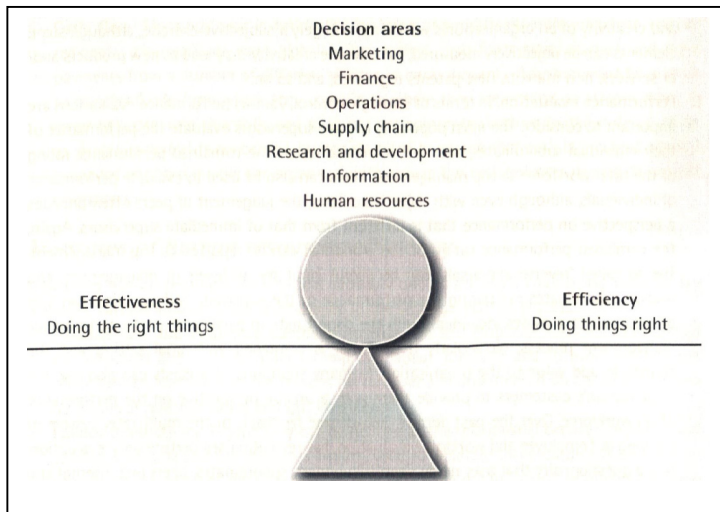 Decision areas
Marketing
Finance
Operations
Supply chain
Research and development
Information
Human resources
Effectiveness
Doing the right things
Efficiency
Doing things right